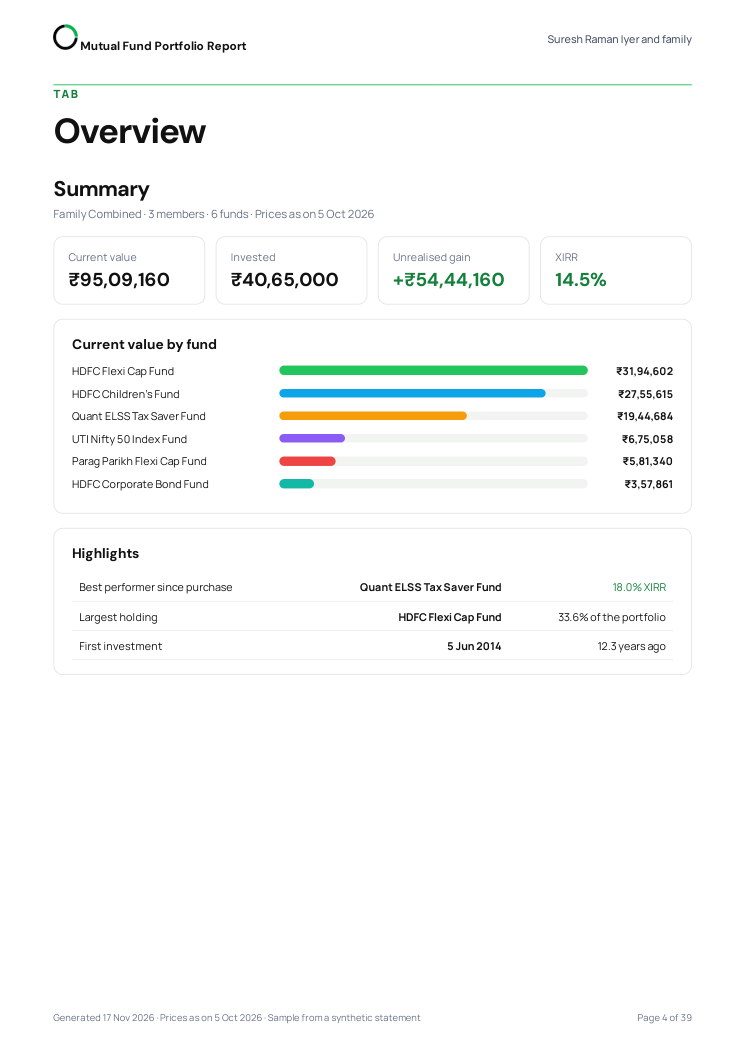 Mutual Fund Portfolio Report
Suresh Raman Iyer and family
TAB
Overview
Summary
Family Combined · 3 members · 6 funds · Prices as on 5 Oct 2026
Current value
₹95,09,160
Invested
₹40,65,000
Unrealised gain
+₹54,44,160
XIRR
14.5%
Current value by fund
HDFC Flexi Cap Fund ₹31,94,602
HDFC Children's Fund ₹27,55,615
Quant ELSS Tax Saver Fund ₹19,44,684
UTI Nifty 50 Index Fund ₹6,75,058
Parag Parikh Flexi Cap Fund ₹5,81,340
HDFC Corporate Bond Fund ₹3,57,861
Highlights
Best performer since purchase Quant ELSS Tax Saver Fund 18.0% XIRR
Largest holding HDFC Flexi Cap Fund 33.6% of the portfolio
First investment 5 Jun 2014 12.3 years ago
Generated 17 Nov 2026 · Prices as on 5 Oct 2026 · Sample from a synthetic statement
Page 4 of 39